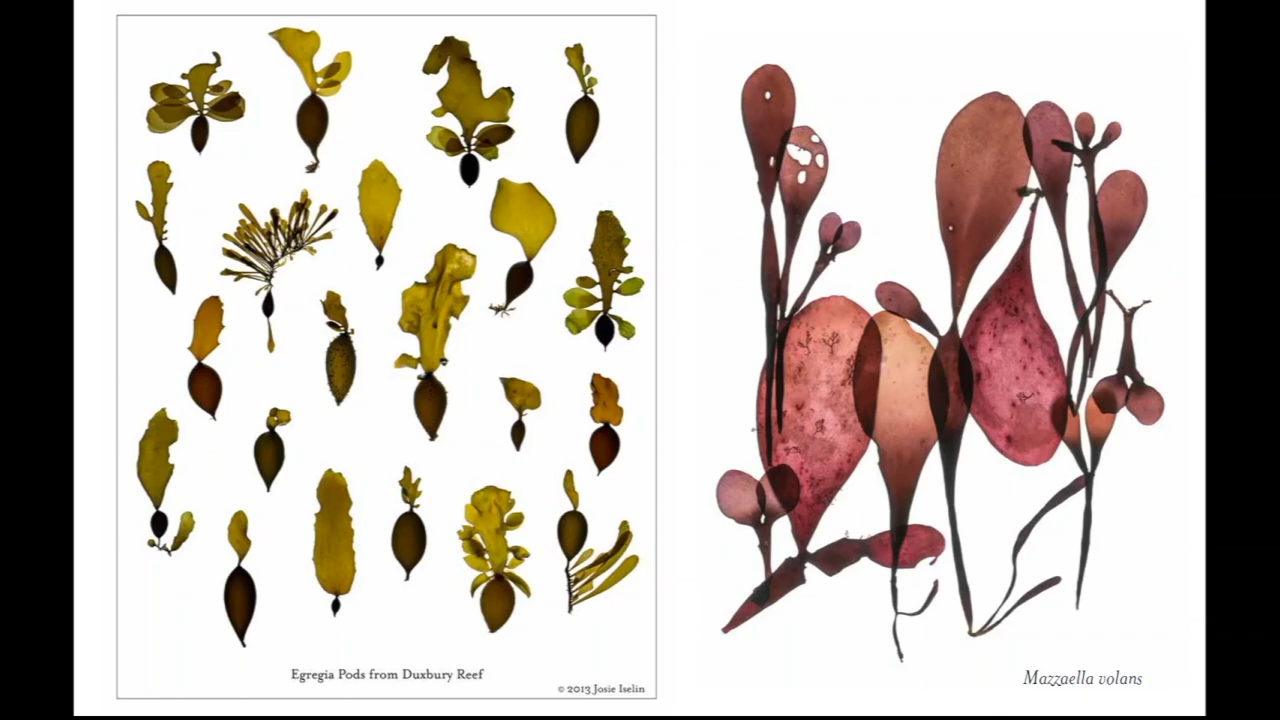 Egregia Pods from Duxbury Reef
© 2013 Josie Iselin
Mazzaella volans